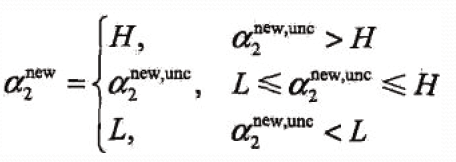 H, α₂^new,unc > H
α₂^new = { α₂^new,unc, L ≤ α₂^new,unc ≤ H
L, α₂^new,unc < L